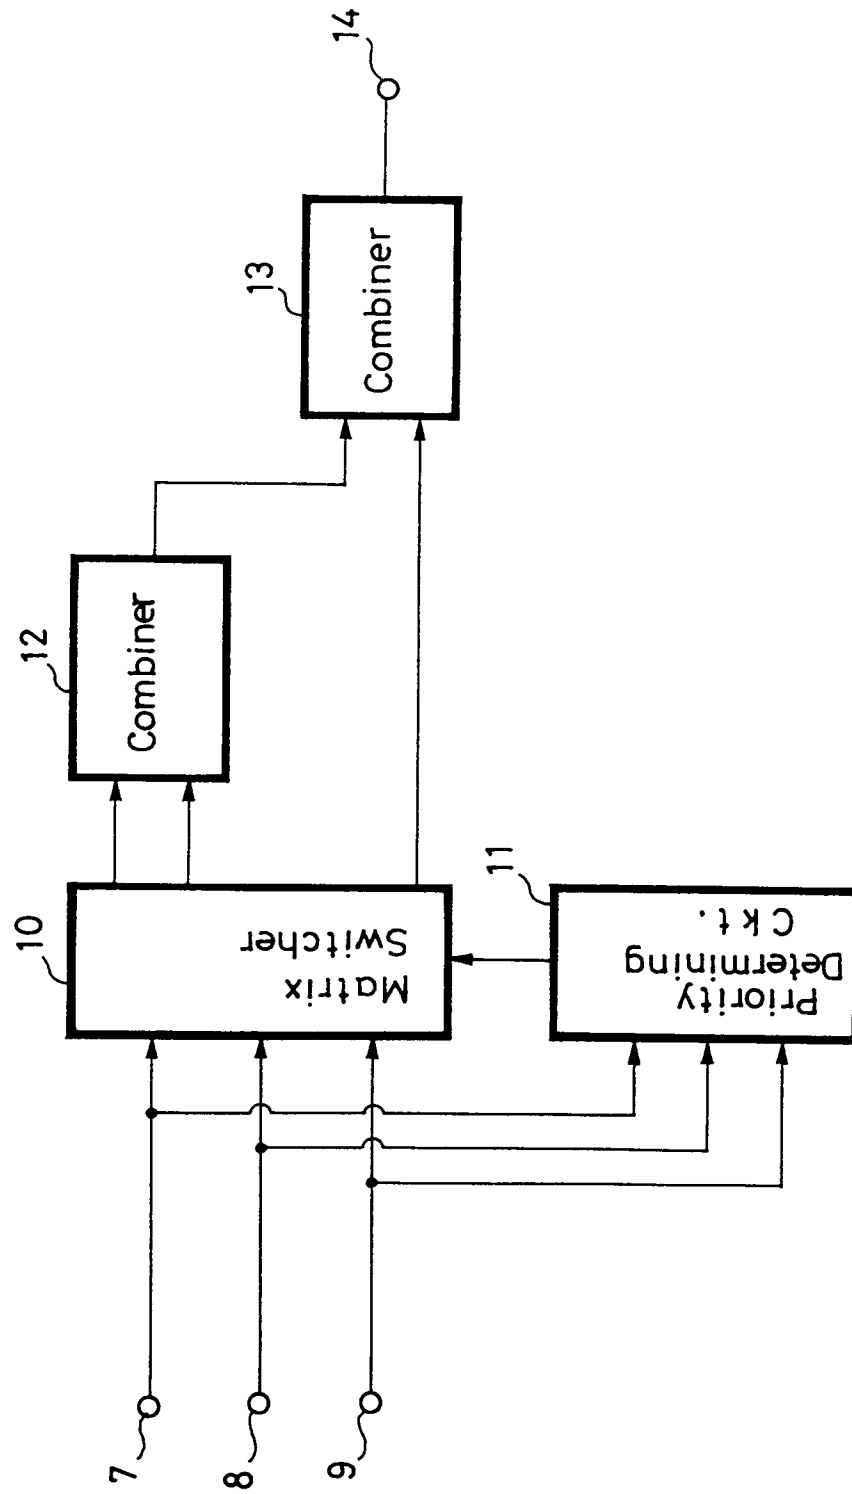 7
8
9
10
Matrix
Switcher
11
Priority
Determining
Ckt.
12
Combiner
13
Combiner
14